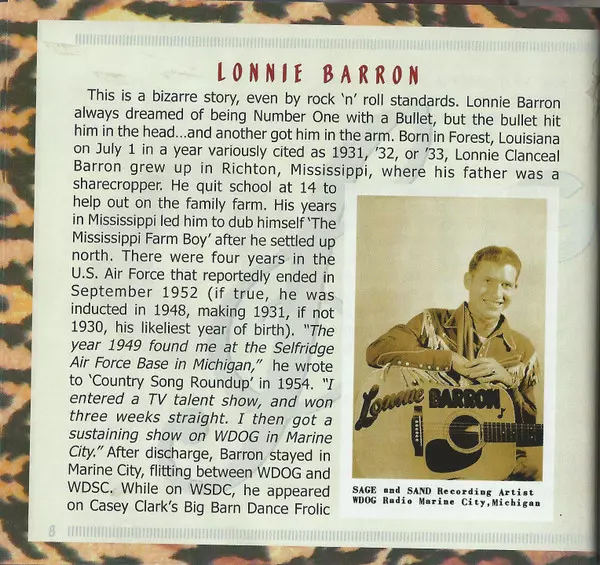 LONNIE BARRON
This is a bizarre story, even by rock 'n' roll standards. Lonnie Barron
always dreamed of being Number One with a Bullet, but the bullet hit
him in the head...and another got him in the arm. Born in Forest, Louisiana
on July 1 in a year variously cited as 1931, '32, or '33, Lonnie Clanceal
Barron grew up in Richton, Mississippi, where his father was a
sharecropper. He quit school at 14 to
help out on the family farm. His years
in Mississippi led him to dub himself 'The
Mississippi Farm Boy' after he settled up
north. There were four years in the
U.S. Air Force that reportedly ended in
September 1952 (if true, he was
inducted in 1948, making 1931, if not
1930, his likeliest year of birth). "The
year 1949 found me at the Selfridge
Air Force Base in Michigan," he wrote
to 'Country Song Roundup' in 1954. "I
entered a TV talent show, and won
three weeks straight. I then got a
sustaining show on WDOG in Marine
City." After discharge, Barron stayed in
Marine City, flitting between WDOG and
WDSC. While on WSDC, he appeared
on Casey Clark's Big Barn Dance Frolic
Lonnie BARRON
SAGE and SAND Recording Artist
WDOG Radio Marine City,Michigan
8